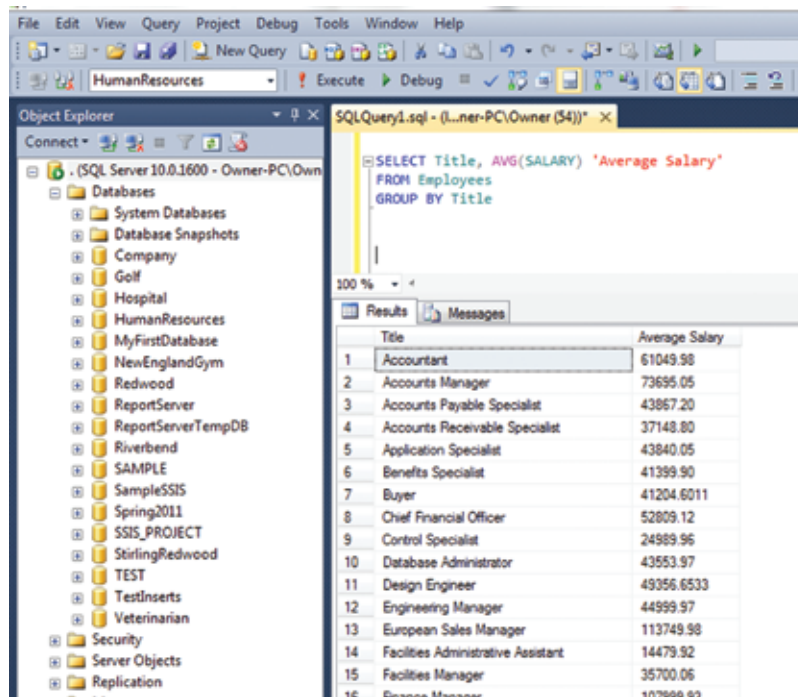 File Edit View Query Project Debug Tools Window Help
New Query
HumanResources Execute Debug
Object Explorer
SQLQuery1.sql - (l...ner-PC\Owner (54))*
Connect
. (SQL Server 10.0.1600 - Owner-PC\Own
Databases
System Databases
Database Snapshots
Company
Golf
Hospital
HumanResources
MyFirstDatabase
NewEnglandGym
Redwood
ReportServer
ReportServerTempDB
Riverbend
SAMPLE
SampleSSIS
Spring2011
SSIS_PROJECT
StirlingRedwood
TEST
TestInserts
Veterinarian
Security
Server Objects
Replication
SELECT Title, AVG(SALARY) 'Average Salary'
FROM Employees
GROUP BY Title
100 %
Results Messages
Title Average Salary
1 Accountant 61049.98
2 Accounts Manager 73695.05
3 Accounts Payable Specialist 43867.20
4 Accounts Receivable Specialist 37148.80
5 Application Specialist 43840.05
6 Benefits Specialist 41399.90
7 Buyer 41204.6011
8 Chief Financial Officer 52809.12
9 Control Specialist 24989.96
10 Database Administrator 43553.97
11 Design Engineer 49356.6533
12 Engineering Manager 44999.97
13 European Sales Manager 113749.98
14 Facilities Administrative Assistant 14479.92
15 Facilities Manager 35700.06
16 Finance Manager 107999.93